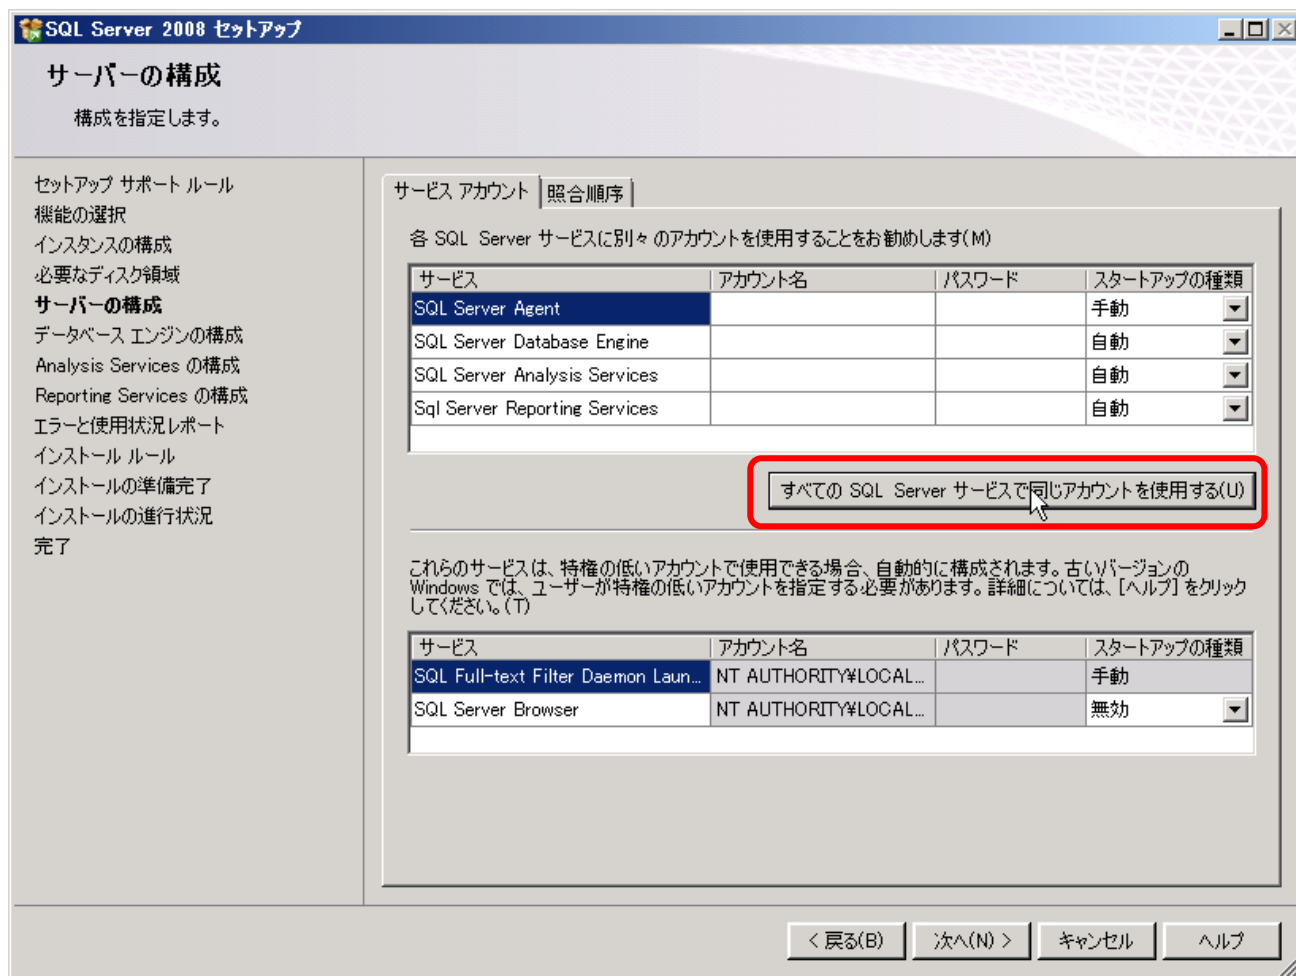 SQL Server 2008 セットアップ
サーバーの構成
構成を指定します。
セットアップ サポート ルール
機能の選択
インスタンスの構成
必要なディスク領域
サーバーの構成
データベース エンジンの構成
Analysis Services の構成
Reporting Services の構成
エラーと使用状況レポート
インストール ルール
インストールの準備完了
インストールの進行状況
完了
サービス アカウント 照合順序
各 SQL Server サービスに別々のアカウントを使用することをお勧めします(M)
サービス アカウント名 パスワード スタートアップの種類
SQL Server Agent 手動
SQL Server Database Engine 自動
SQL Server Analysis Services 自動
Sql Server Reporting Services 自動
すべての SQL Server サービスで同じアカウントを使用する(U)
これらのサービスは、特権の低いアカウントで使用できる場合、自動的に構成されます。古いバージョンの
Windows では、ユーザーが特権の低いアカウントを指定する必要があります。詳細については、[ヘルプ] をクリック
してください。(T)
サービス アカウント名 パスワード スタートアップの種類
SQL Full-text Filter Daemon Laun... NT AUTHORITY¥LOCAL... 手動
SQL Server Browser NT AUTHORITY¥LOCAL... 無効
< 戻る(B) 次へ(N) > キャンセル ヘルプ